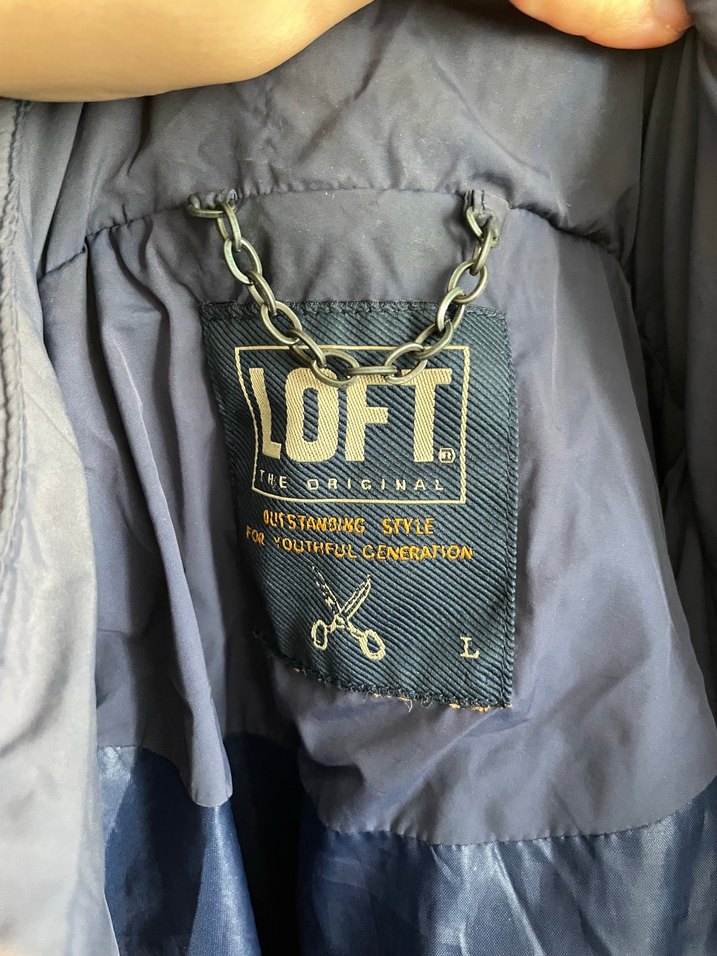 LOFT.
THE ORIGINAL
OUTSTANDING STYLE
FOR YOUTHFUL GENERATION
L